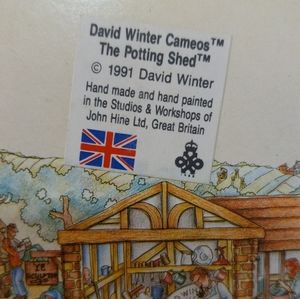 David Winter Cameos™
The Potting Shed™
© 1991 David Winter
Hand made and hand painted
in the Studios & Workshops of
John Hine Ltd, Great Britain